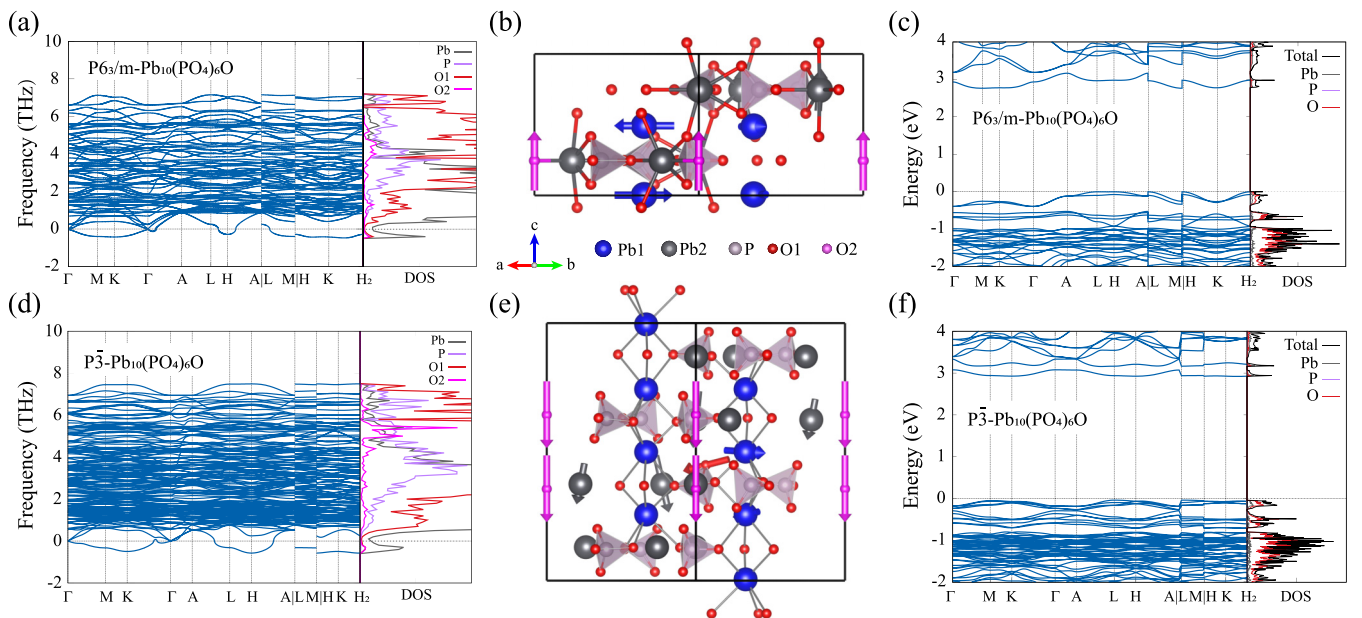 (a)
10
8
6
4
2
0
-2
Frequency (THz)
P6₃/m-Pb₁₀(PO₄)₆O
Pb
P
O1
O2
Γ M K Γ A L H A|L M|H K H₂ DOS
(b)
c
a b
Pb1 Pb2 P O1 O2
(c)
4
3
2
1
0
-1
-2
Energy (eV)
P6₃/m-Pb₁₀(PO₄)₆O
Total
Pb
P
O
Γ M K Γ A L H A|L M|H K H₂ DOS
(d)
10
8
6
4
2
0
-2
Frequency (THz)
P3̄-Pb₁₀(PO₄)₆O
Pb
P
O1
O2
Γ M K Γ A L H A|L M|H K H₂ DOS
(e)
(f)
4
3
2
1
0
-1
-2
Energy (eV)
P3̄-Pb₁₀(PO₄)₆O
Total
Pb
P
O
Γ M K Γ A L H A|L M|H K H₂ DOS